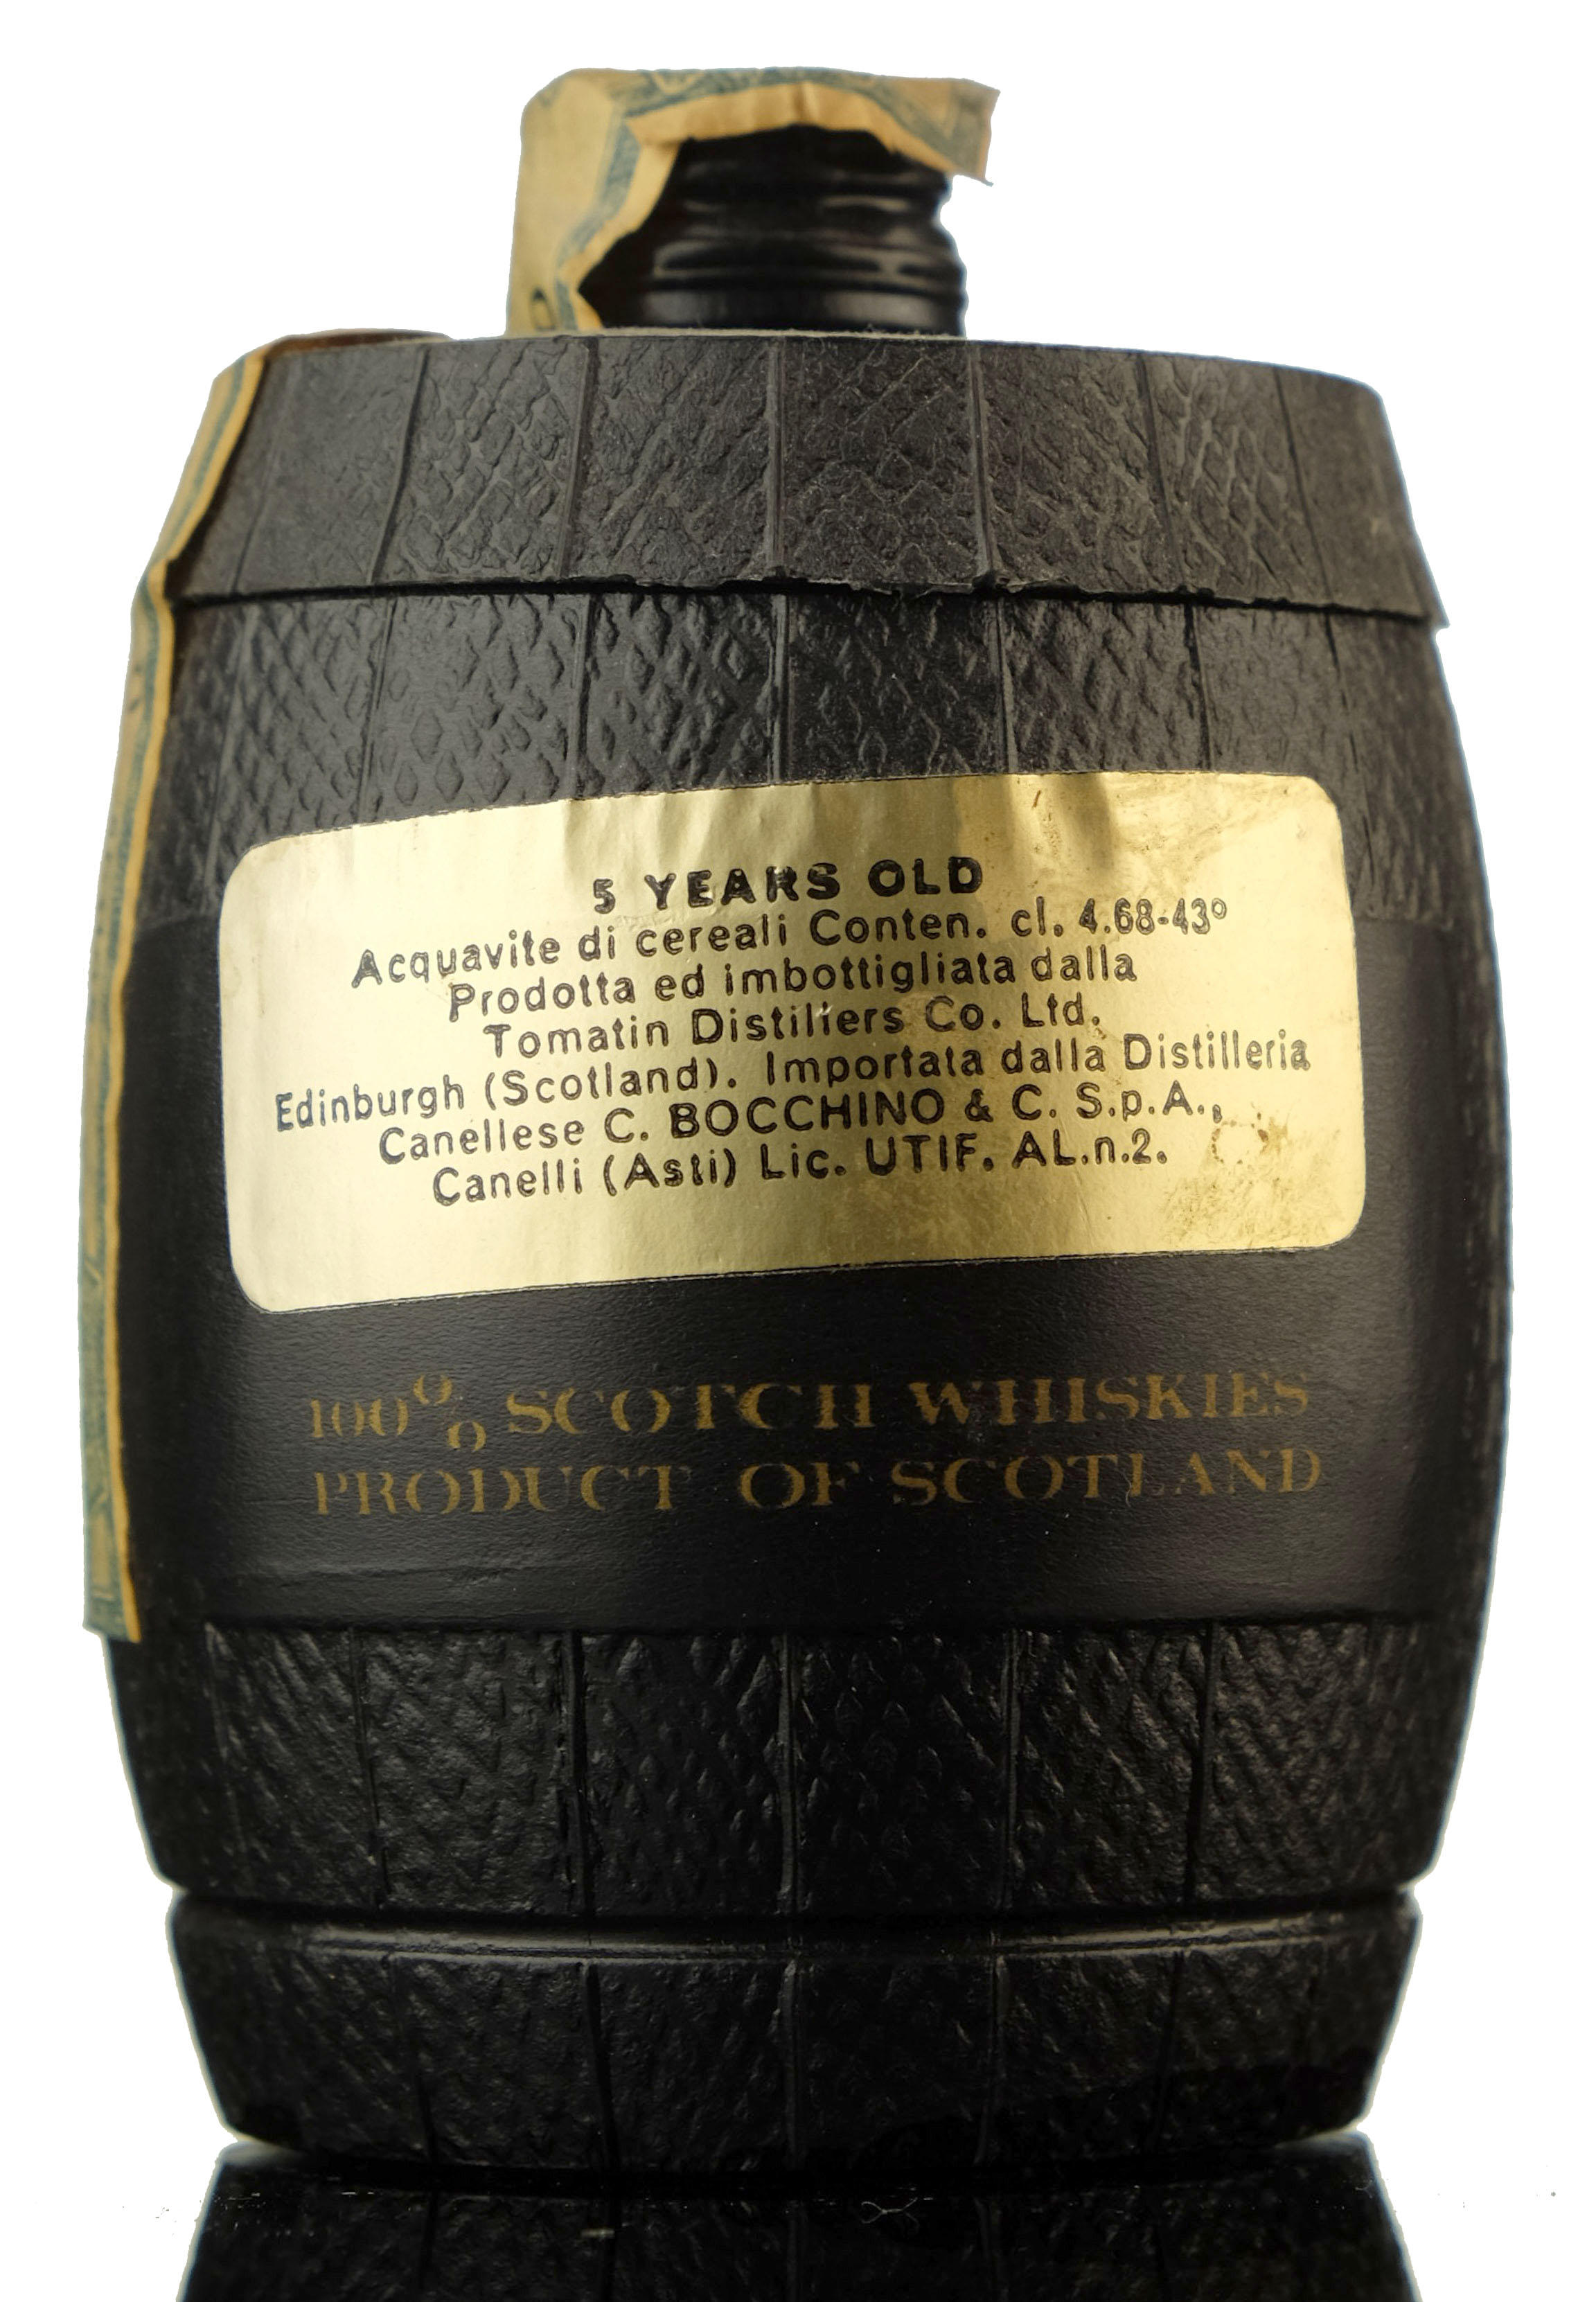 5 YEARS OLD
Acquavite di cereali Conten. cl. 4.68-43º
Prodotta ed imbottigliata dalla
Tomatin Distillers Co. Ltd.
Edinburgh (Scotland). Importata dalla Distilleria
Canellese C. BOCCHINO & C. S.p.A.,
Canelli (Asti) Lic. UTIF. AL.n.2.
100% SCOTCH WHISKIES
PRODUCT OF SCOTLAND